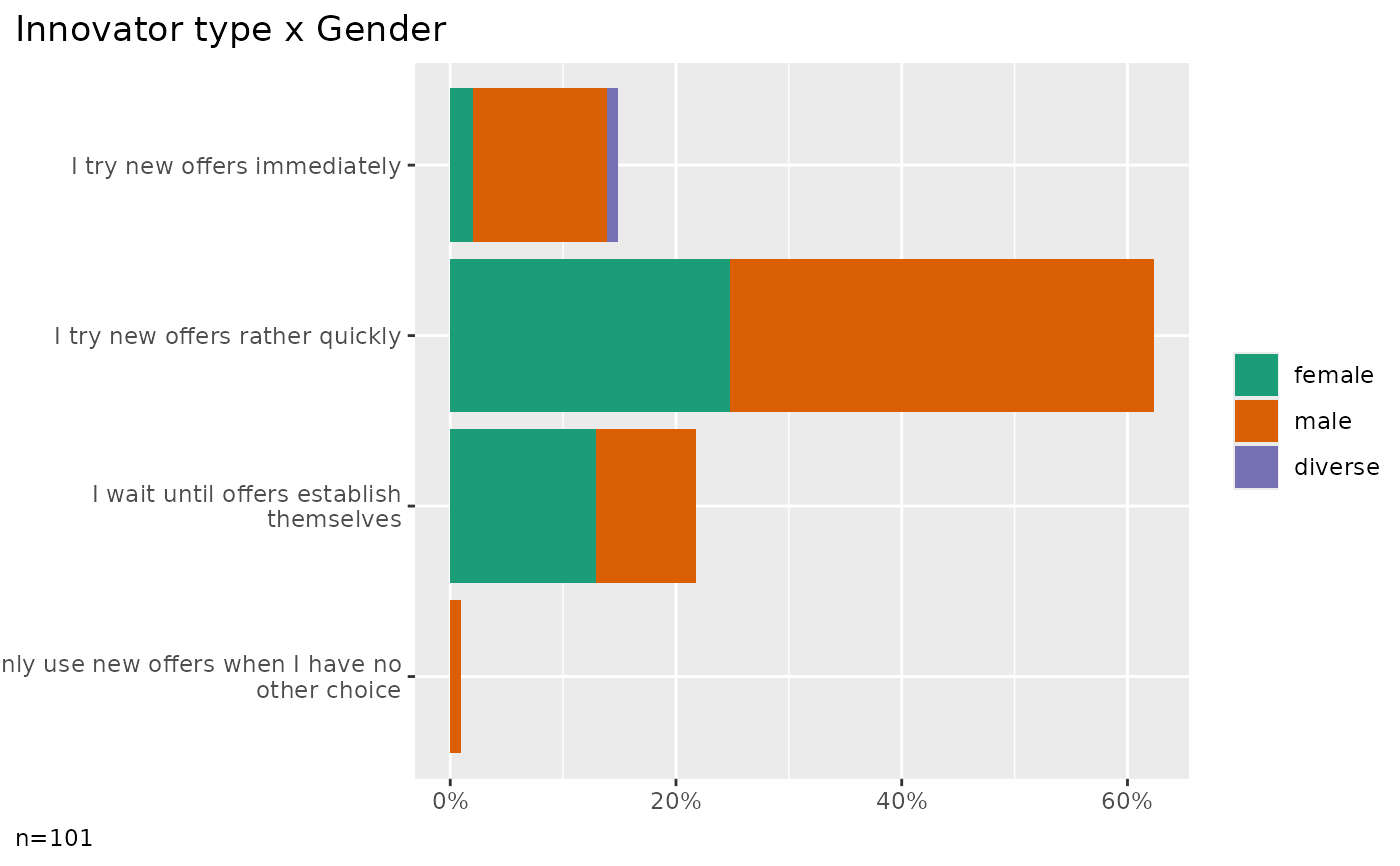 Innovator type x Gender
I try new offers immediately
I try new offers rather quickly
I wait until offers establish
themselves
nly use new offers when I have no
other choice
0%
20%
40%
60%
female
male
diverse
n=101